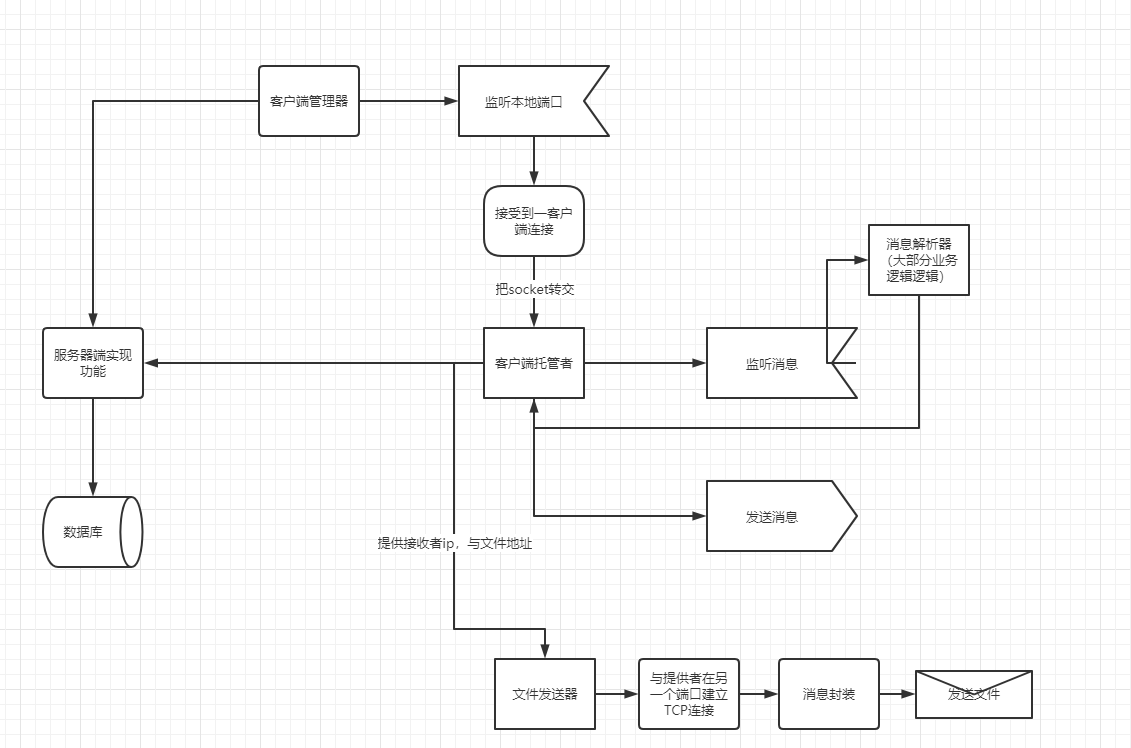 客户端管理器
监听本地端口
接受到一客户
端连接
消息解析器
（大部分业务
逻辑逻辑）
把socket转交
服务器端实现
功能
客户端托管者
监听消息
发送消息
数据库
提供接收者ip，与文件地址
文件发送器
与提供者在另
一个端口建立
TCP连接
消息封装
发送文件